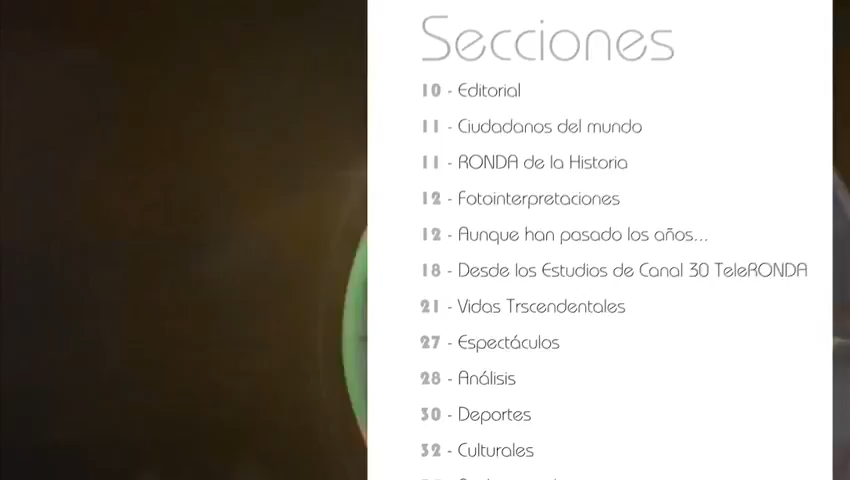 Secciones
10 - Editorial
11 - Ciudadanos del mundo
11 - RONDA de la Historia
12 - Fotointerpretaciones
12 - Aunque han pasado los años...
18 - Desde los Estudios de Canal 30 TeleRONDA
21 - Vidas Trscendentales
27 - Espectáculos
28 - Análisis
30 - Deportes
32 - Culturales